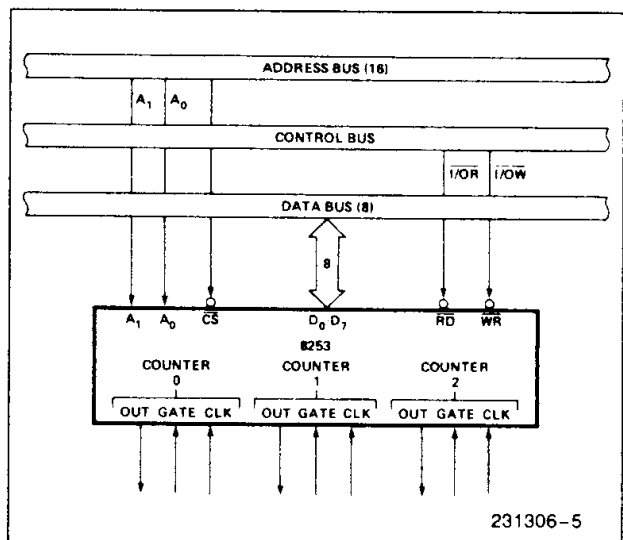 ADDRESS BUS (16)
A1 A0
CONTROL BUS
I/OR I/OW
DATA BUS (8)
8
A1 A0 CS D0 D7 RD WR
8253
COUNTER COUNTER COUNTER
0 1 2
OUT GATE CLK OUT GATE CLK OUT GATE CLK
231306-5